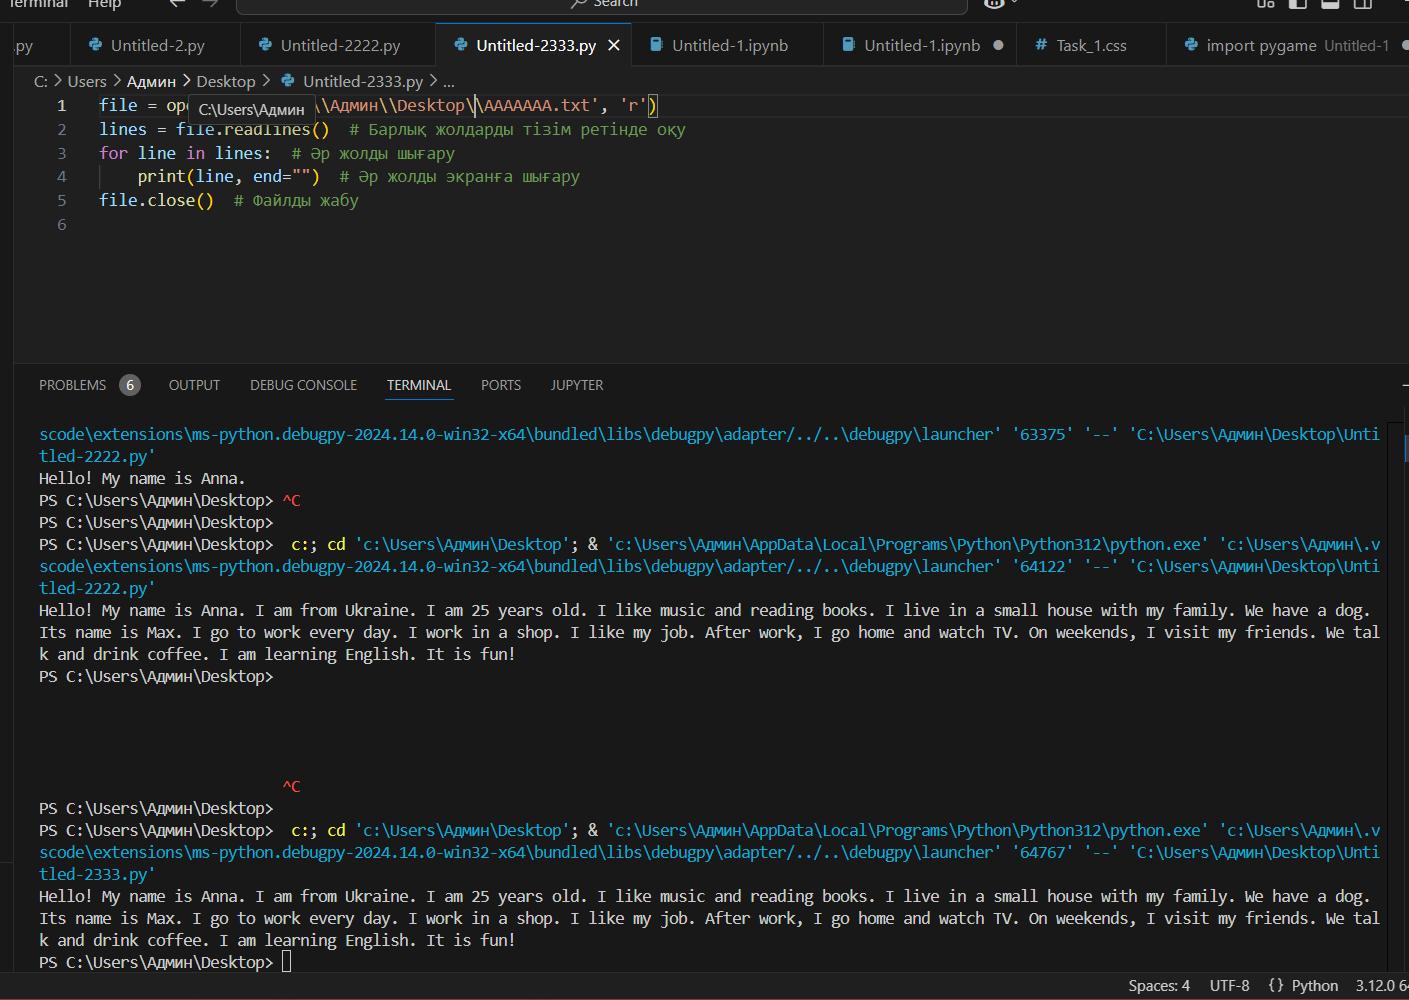 Terminal Help Search
.py Untitled-2.py Untitled-2222.py Untitled-2333.py Untitled-1.ipynb Untitled-1.ipynb Task_1.css import pygame Untitled-1
C: > Users > Админ > Desktop > Untitled-2333.py > ...
C:\Users\Админ
1 file = ope \\Админ\\Desktop\\AAAAAAA.txt', 'r')
2 lines = file.readlines()  # Барлық жолдарды тізім ретінде оқу
3 for line in lines:  # Әр жолды шығару
4     print(line, end="")  # Әр жолды экранға шығару
5 file.close()  # Файлды жабу
6
PROBLEMS 6 OUTPUT DEBUG CONSOLE TERMINAL PORTS JUPYTER
scode\extensions\ms-python.debugpy-2024.14.0-win32-x64\bundled\libs\debugpy\adapter/../..\debugpy\launcher' '63375' '--' 'C:\Users\Админ\Desktop\Unti
tled-2222.py'
Hello! My name is Anna.
PS C:\Users\Админ\Desktop> ^C
PS C:\Users\Админ\Desktop>
PS C:\Users\Админ\Desktop>  c:; cd 'c:\Users\Админ\Desktop'; & 'c:\Users\Админ\AppData\Local\Programs\Python\Python312\python.exe' 'c:\Users\Админ\.v
scode\extensions\ms-python.debugpy-2024.14.0-win32-x64\bundled\libs\debugpy\adapter/../..\debugpy\launcher' '64122' '--' 'C:\Users\Админ\Desktop\Unti
tled-2222.py'
Hello! My name is Anna. I am from Ukraine. I am 25 years old. I like music and reading books. I live in a small house with my family. We have a dog.
Its name is Max. I go to work every day. I work in a shop. I like my job. After work, I go home and watch TV. On weekends, I visit my friends. We tal
k and drink coffee. I am learning English. It is fun!
PS C:\Users\Админ\Desktop>
^C
PS C:\Users\Админ\Desktop>
PS C:\Users\Админ\Desktop>  c:; cd 'c:\Users\Админ\Desktop'; & 'c:\Users\Админ\AppData\Local\Programs\Python\Python312\python.exe' 'c:\Users\Админ\.v
scode\extensions\ms-python.debugpy-2024.14.0-win32-x64\bundled\libs\debugpy\adapter/../..\debugpy\launcher' '64767' '--' 'C:\Users\Админ\Desktop\Unti
tled-2333.py'
Hello! My name is Anna. I am from Ukraine. I am 25 years old. I like music and reading books. I live in a small house with my family. We have a dog.
Its name is Max. I go to work every day. I work in a shop. I like my job. After work, I go home and watch TV. On weekends, I visit my friends. We tal
k and drink coffee. I am learning English. It is fun!
PS C:\Users\Админ\Desktop>
Spaces: 4 UTF-8 {} Python 3.12.0 6